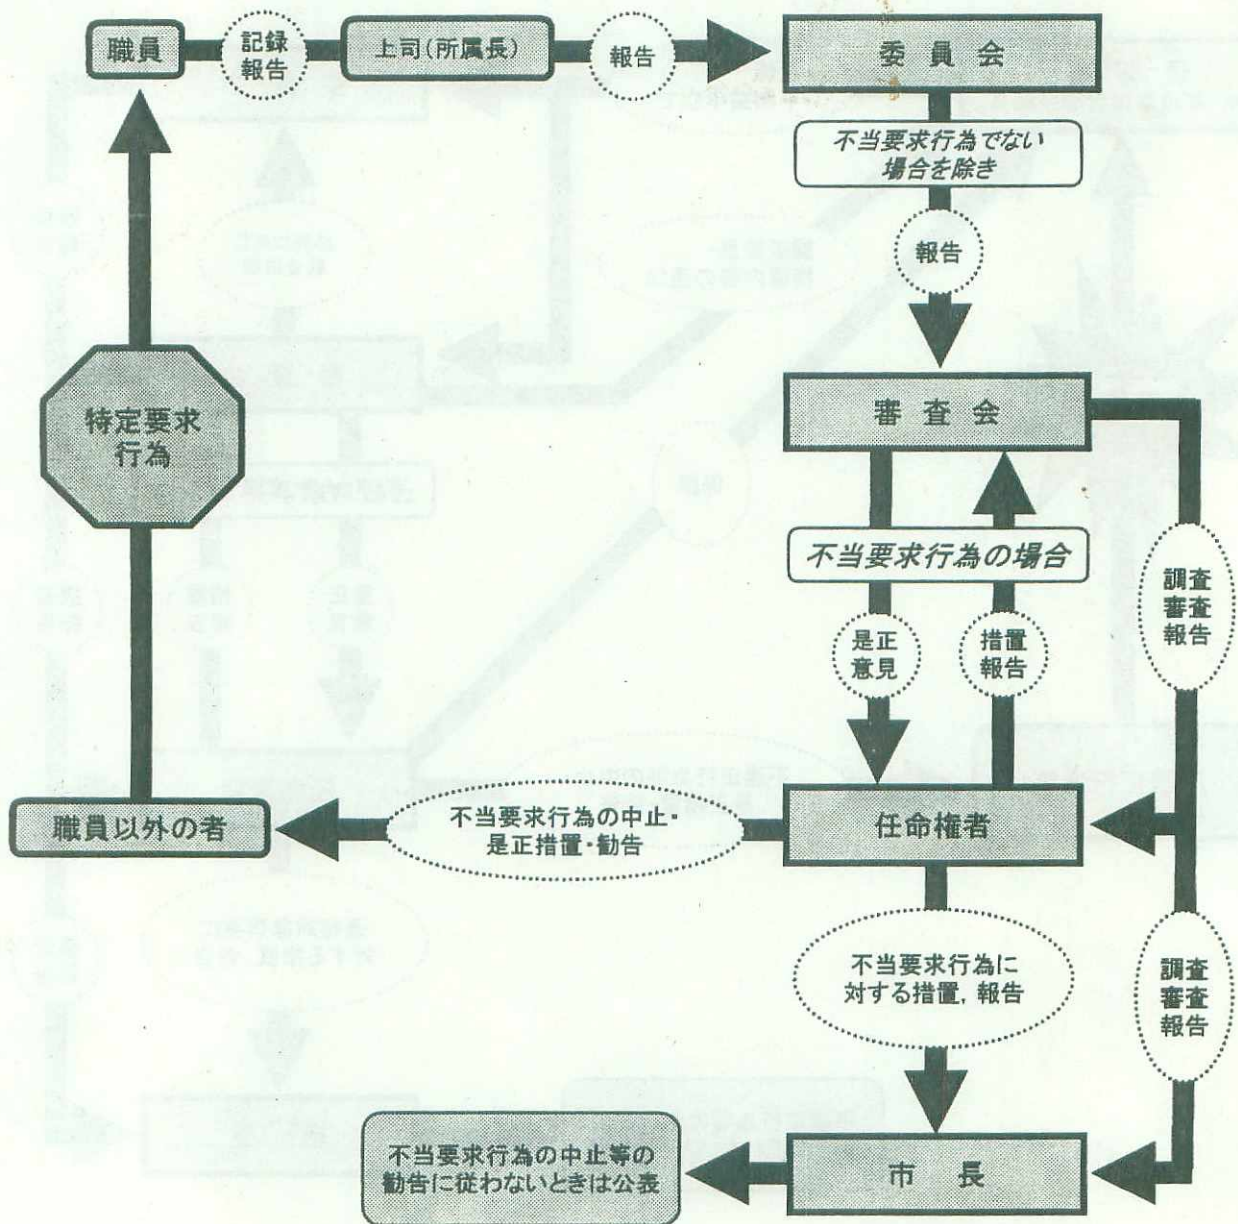 職員
記録
報告
上司(所属長)
報告
委員会
不当要求行為でない
場合を除き
報告
審査会
特定要求
行為
不当要求行為の場合
調査
審査
報告
是正
意見
措置
報告
職員以外の者
不当要求行為の中止・
是正措置・勧告
任命権者
不当要求行為に
対する措置, 報告
調査
審査
報告
不当要求行為の中止等の
勧告に従わないときは公表
市長